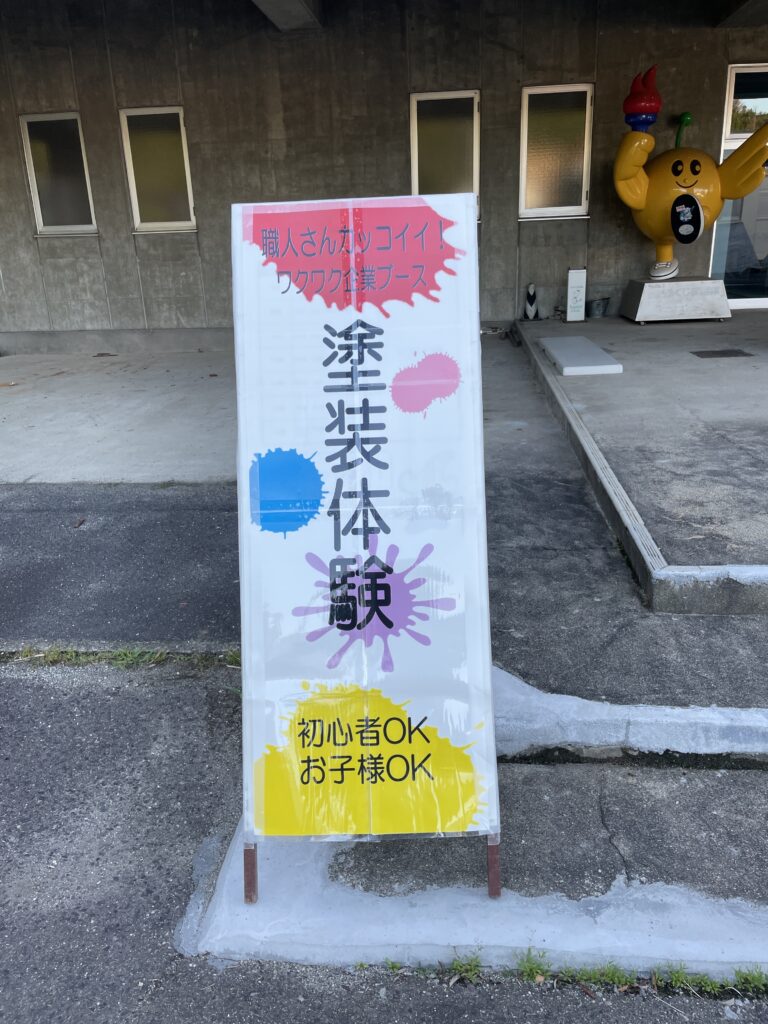 職人さんカッコイイ！
ワクワク企業ブース
塗装体験
初心者OK
お子様OK